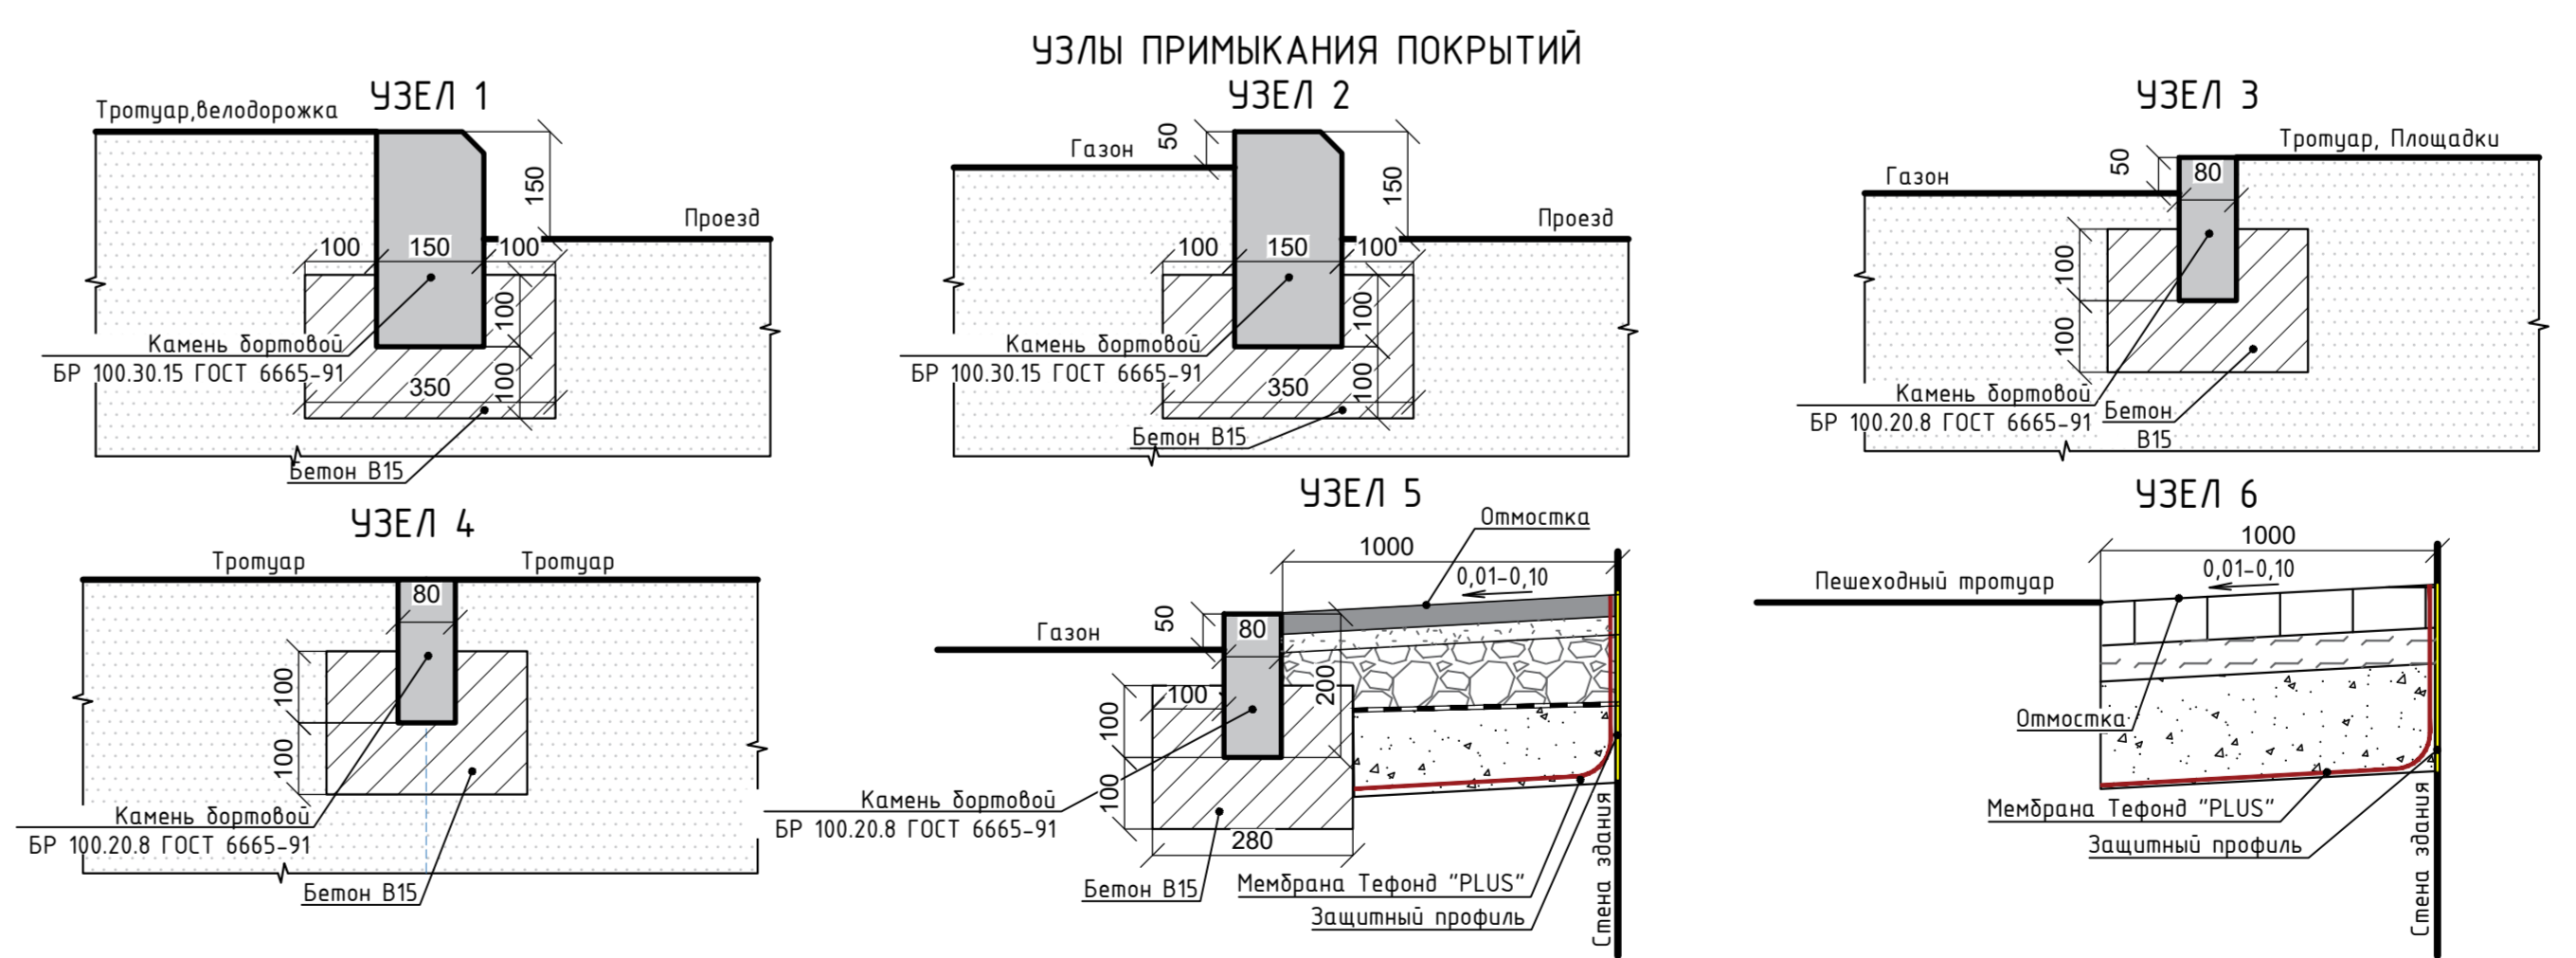 УЗЛЫ ПРИМЫКАНИЯ ПОКРЫТИЙ
УЗЕЛ 1
Тротуар,велодорожка
150
Проезд
100 150 100
100
Камень бортовой
БР 100.30.15 ГОСТ 6665-91
350
100
Бетон В15
УЗЕЛ 2
50
Газон
150
Проезд
100 150 100
100
Камень бортовой
БР 100.30.15 ГОСТ 6665-91
350
100
Бетон В15
УЗЕЛ 3
Тротуар, Площадки
50
80
Газон
100
100
Камень бортовой
БР 100.20.8 ГОСТ 6665-91
Бетон
В15
УЗЕЛ 4
Тротуар
Тротуар
80
100
100
Камень бортовой
БР 100.20.8 ГОСТ 6665-91
Бетон В15
УЗЕЛ 5
Отмостка
1000
0,01-0,10
50
80
Газон
200
100
100
100
Камень бортовой
БР 100.20.8 ГОСТ 6665-91
280
Бетон В15
Мембрана Тефонд "PLUS"
Защитный профиль
Стена здания
УЗЕЛ 6
1000
0,01-0,10
Пешеходный тротуар
Отмостка
Мембрана Тефонд "PLUS"
Защитный профиль
Стена здания